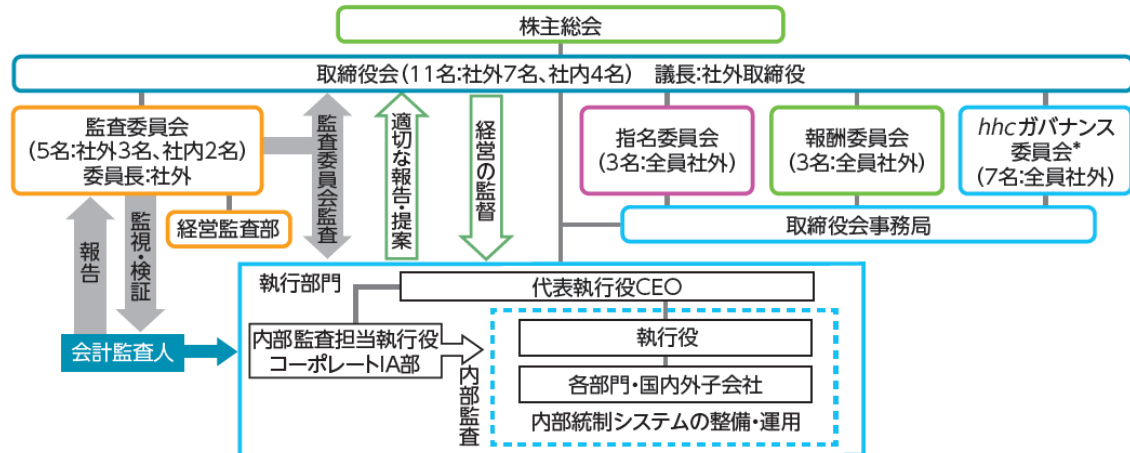 株主総会
取締役会(11名:社外7名、社内4名) 議長:社外取締役
監査委員会
(5名:社外3名、社内2名)
委員長:社外
経営監査部
監査委員会監査
適切な報告・提案
経営の監督
指名委員会
(3名:全員社外)
報酬委員会
(3名:全員社外)
hhcガバナンス
委員会*
(7名:全員社外)
取締役会事務局
報告
監視・検証
会計監査人
執行部門
代表執行役CEO
内部監査担当執行役
コーポレートIA部
内部監査
執行役
各部門・国内外子会社
内部統制システムの整備・運用